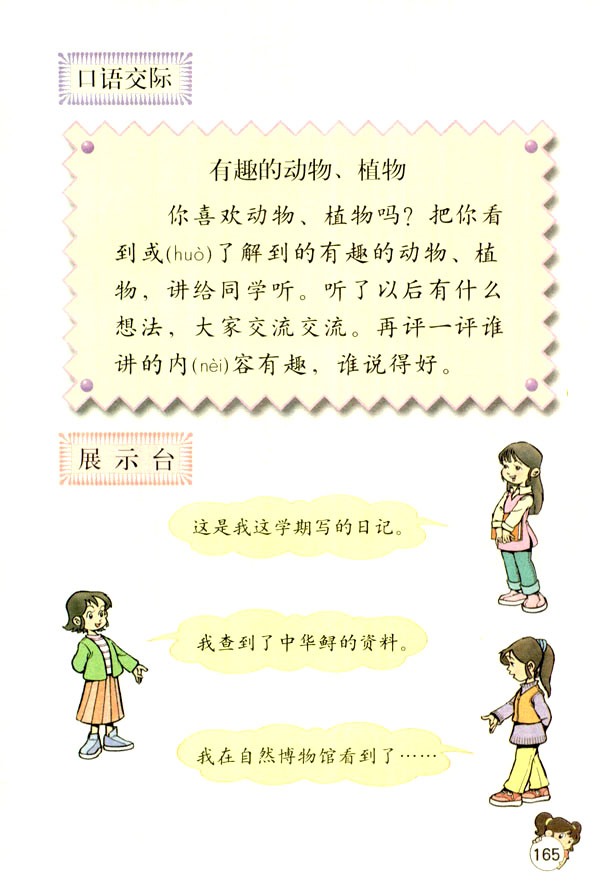 口语交际
有趣的动物、植物
你喜欢动物、植物吗？把你看
到或(huò)了解到的有趣的动物、植
物，讲给同学听。听了以后有什么
想法，大家交流交流。再评一评谁
讲的内(nèi)容有趣，谁说得好。
展示台
这是我这学期写的日记。
我查到了中华鲟的资料。
我在自然博物馆看到了……
165